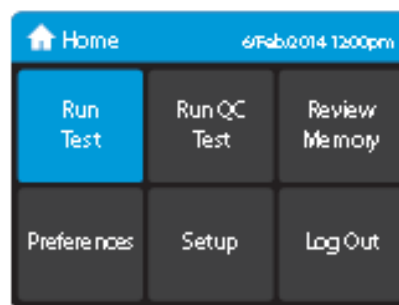 Home 6/Feb/2014 12:00pm
Run Test
Run QC Test
Review Memory
Preferences
Setup
Log Out